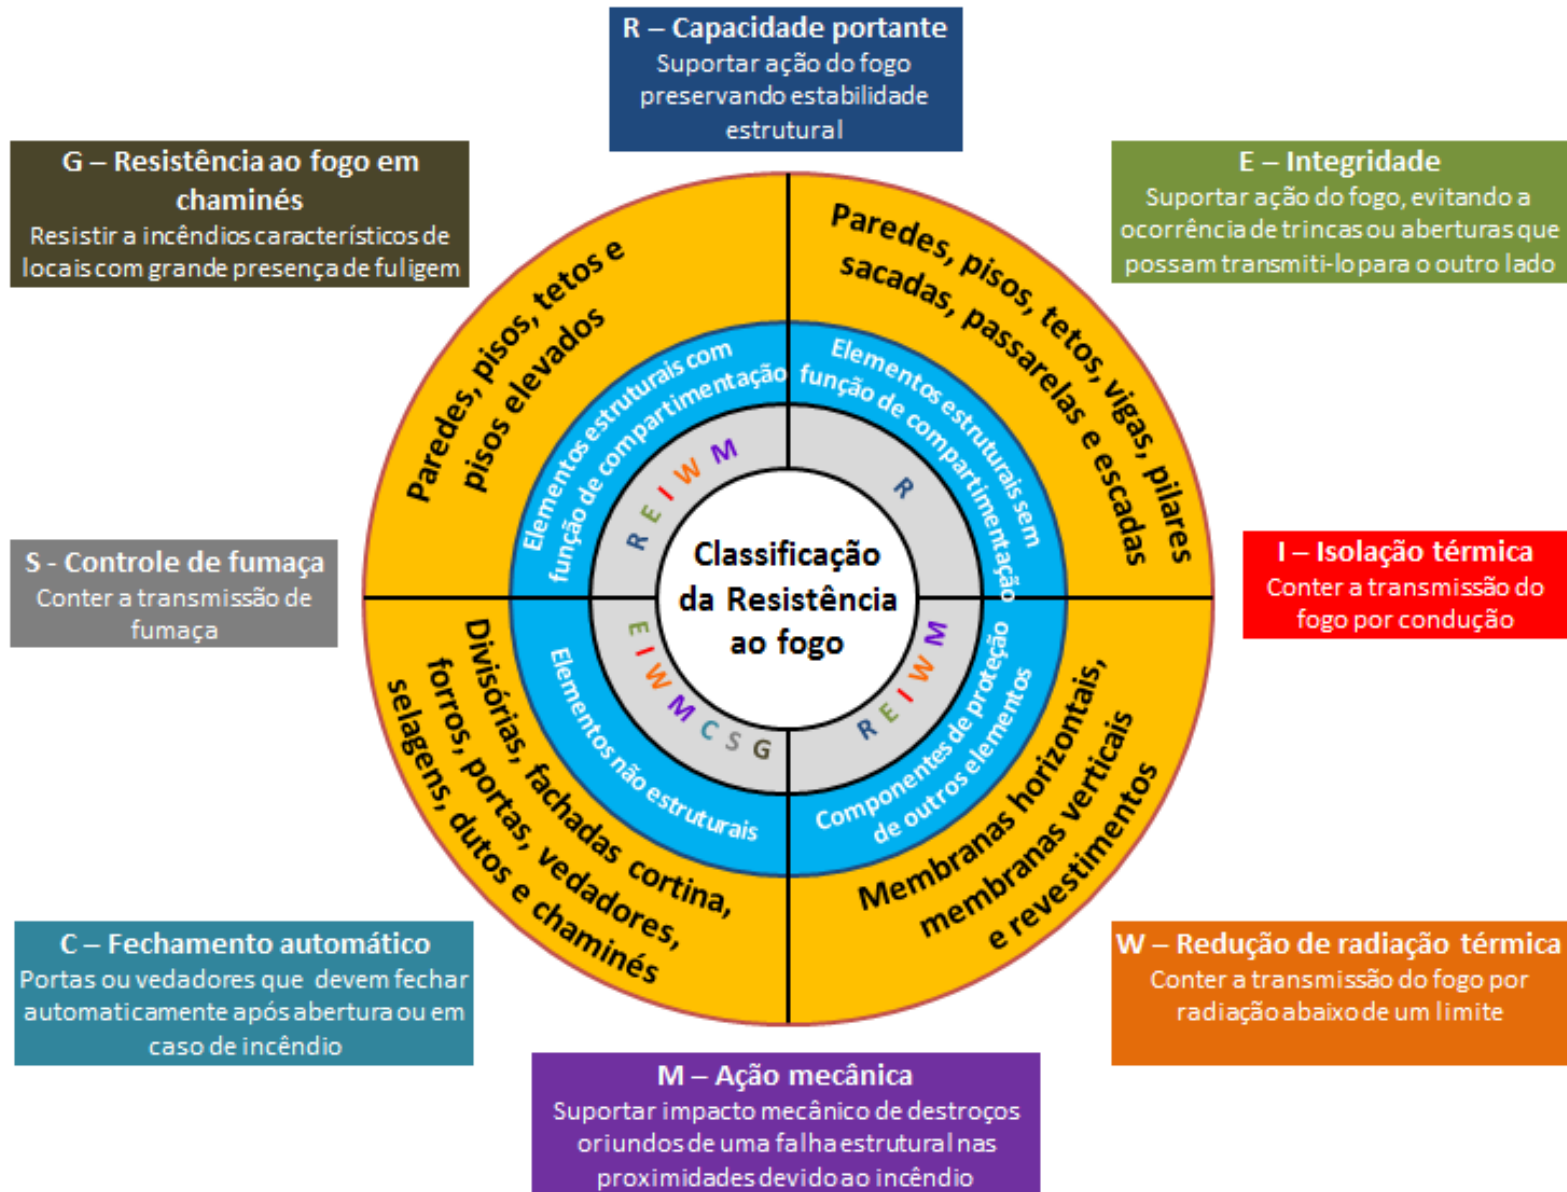 R – Capacidade portante
Suportar ação do fogo
preservando estabilidade
estrutural
G – Resistência ao fogo em
chaminés
Resistir a incêndios característicos de
locais com grande presença de fuligem
E – Integridade
Suportar ação do fogo, evitando a
ocorrência de trincas ou aberturas que
possam transmiti-lo para o outro lado
S - Controle de fumaça
Conter a transmissão de
fumaça
I – Isolação térmica
Conter a transmissão do
fogo por condução
C – Fechamento automático
Portas ou vedadores que devem fechar
automaticamente após abertura ou em
caso de incêndio
W – Redução de radiação térmica
Conter a transmissão do fogo por
radiação abaixo de um limite
M – Ação mecânica
Suportar impacto mecânico de destroços
oriundos de uma falha estrutural nas
proximidades devido ao incêndio
Paredes, pisos, tetos e
pisos elevados
Elementos estruturais com
função de compartimentação
R E I W M
Paredes, pisos, tetos, vigas, pilares
sacadas, passarelas e escadas
Elementos estruturais sem
função de compartimentação
R
Classificação
da Resistência
ao fogo
E I W M C S G
Elementos não estruturais
Divisórias, fachadas cortina,
forros, portas, vedadores,
selagens, dutos e chaminés
R E I W M
Componentes de proteção
de outros elementos
Membranas horizontais,
membranas verticais
e revestimentos